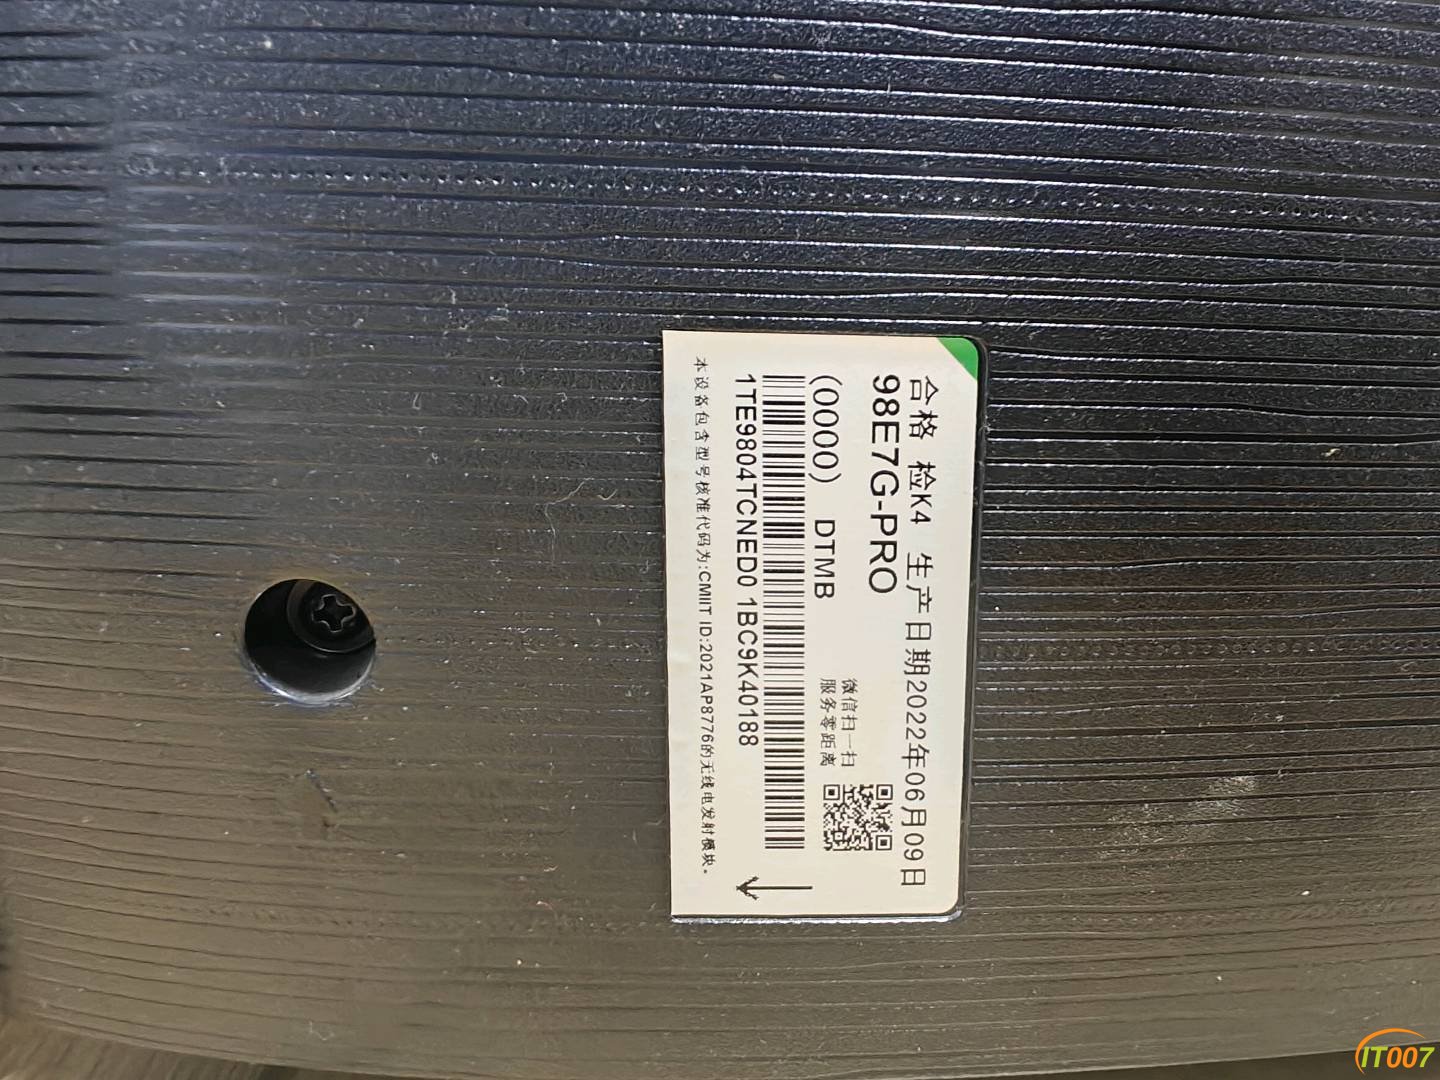 合格 检K4 生产日期2022年06月09日
98E7G-PRO
(0000) DTMB
微信扫一扫
服务零距离
1TE9804TCNED0 1BC9K40188
本设备包含型号核准代码为:CMIIT ID:2021AP8776的无线电发射模块。
IT007